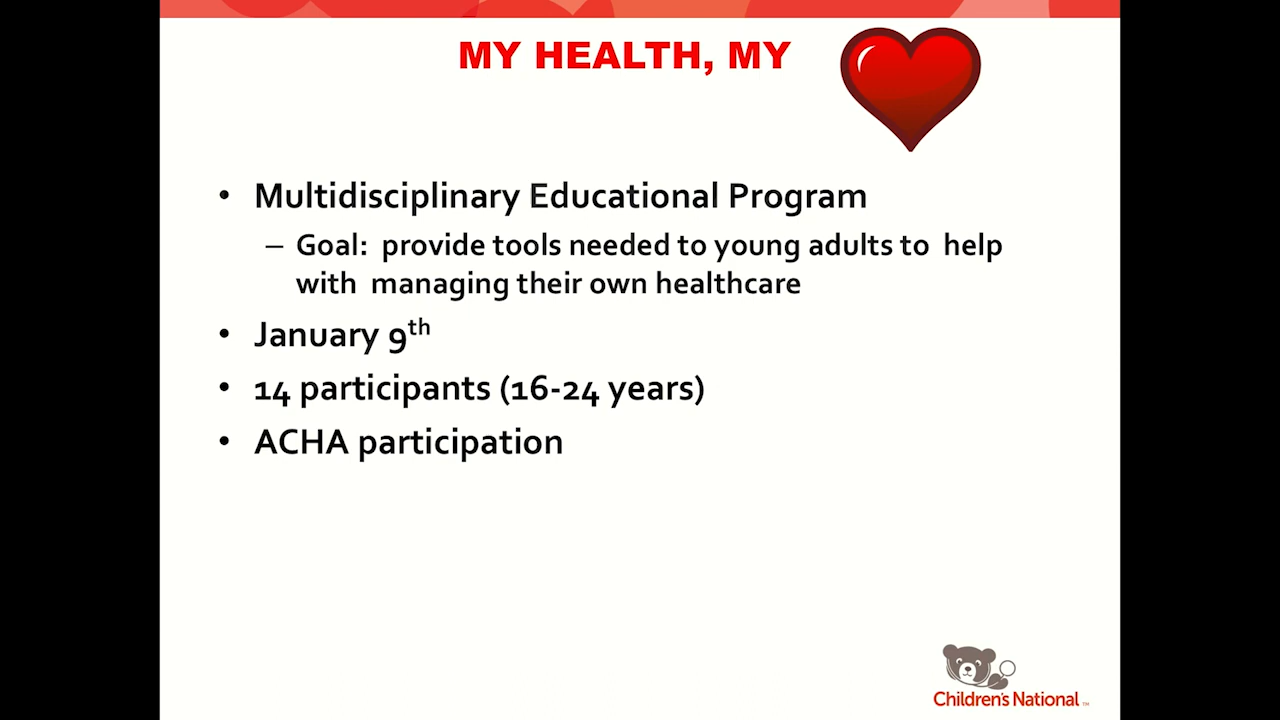 MY HEALTH, MY
• Multidisciplinary Educational Program
– Goal:  provide tools needed to young adults to  help
with  managing their own healthcare
• January 9th
• 14 participants (16-24 years)
• ACHA participation
Children's National ™